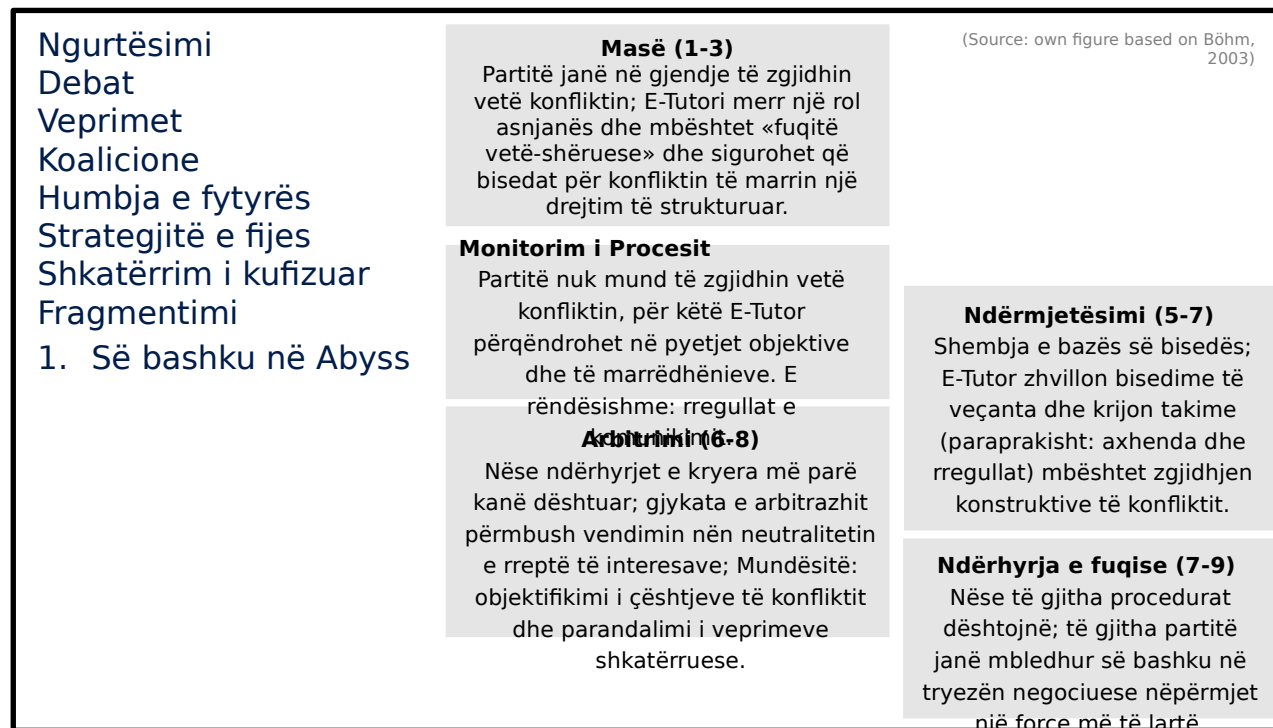 Ngurtësimi
Debat
Veprimet
Koalicione
Humbja e fytyrës
Strategjitë e fijes
Shkatërrim i kufizuar
Fragmentimi
1. Së bashku në Abyss
Masë (1-3)
Partitë janë në gjendje të zgjidhin
vetë konfliktin; E-Tutori merr një rol
asnjanës dhe mbështet «fuqitë
vetë-shëruese» dhe sigurohet që
bisedat për konfliktin të marrin një
drejtim të strukturuar.
Monitorim i Procesit
Partitë nuk mund të zgjidhin vetë
konfliktin, për këtë E-Tutor
përqëndrohet në pyetjet objektive
dhe të marrëdhënieve. E
rëndësishme: rregullat e
komunikimit.
Arbitrimi (6-8)
Nëse ndërhyrjet e kryera më parë
kanë dështuar; gjykata e arbitrazhit
përmbush vendimin nën neutralitetin
e rreptë të interesave; Mundësitë:
objektifikimi i çështjeve të konfliktit
dhe parandalimi i veprimeve
shkatërruese.
(Source: own figure based on Böhm,
2003)
Ndërmjetësimi (5-7)
Shembja e bazës së bisedës;
E-Tutor zhvillon bisedime të
veçanta dhe krijon takime
(paraprakisht: axhenda dhe
rregullat) mbështet zgjidhjen
konstruktive të konfliktit.
Ndërhyrja e fuqise (7-9)
Nëse të gjitha procedurat
dështojnë; të gjitha partitë
janë mbledhur së bashku në
tryezën negociuese nëpërmjet
një force më të lartë